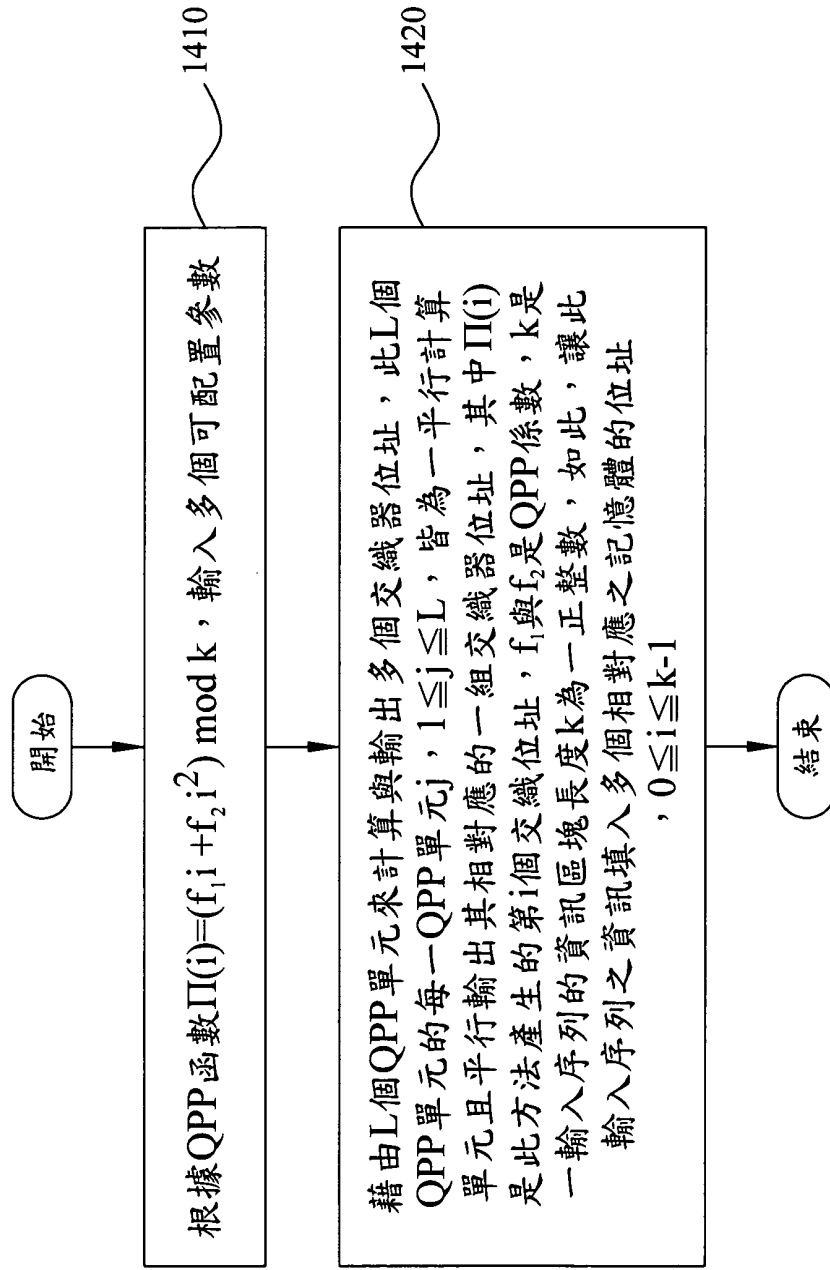 開始
根據QPP函數Π(i)=(f₁i+f₂i²) mod k，輸入多個可配置參數
1410
藉由L個QPP單元來計算與輸出多個交織器位址，此L個
QPP單元的每一QPP單元j，1≦j≦L，皆為一平行計算
單元且平行輸出其相對應的一組交織器位址，其中Π(i)
是此方法產生的第i個交織位址，f₁與f₂是QPP係數，k是
一輸入序列的資訊區塊長度k為一正整數，如此，讓此
輸入序列之資訊填入多個相對應之記憶體的位址
，0≦i≦k-1
1420
結束